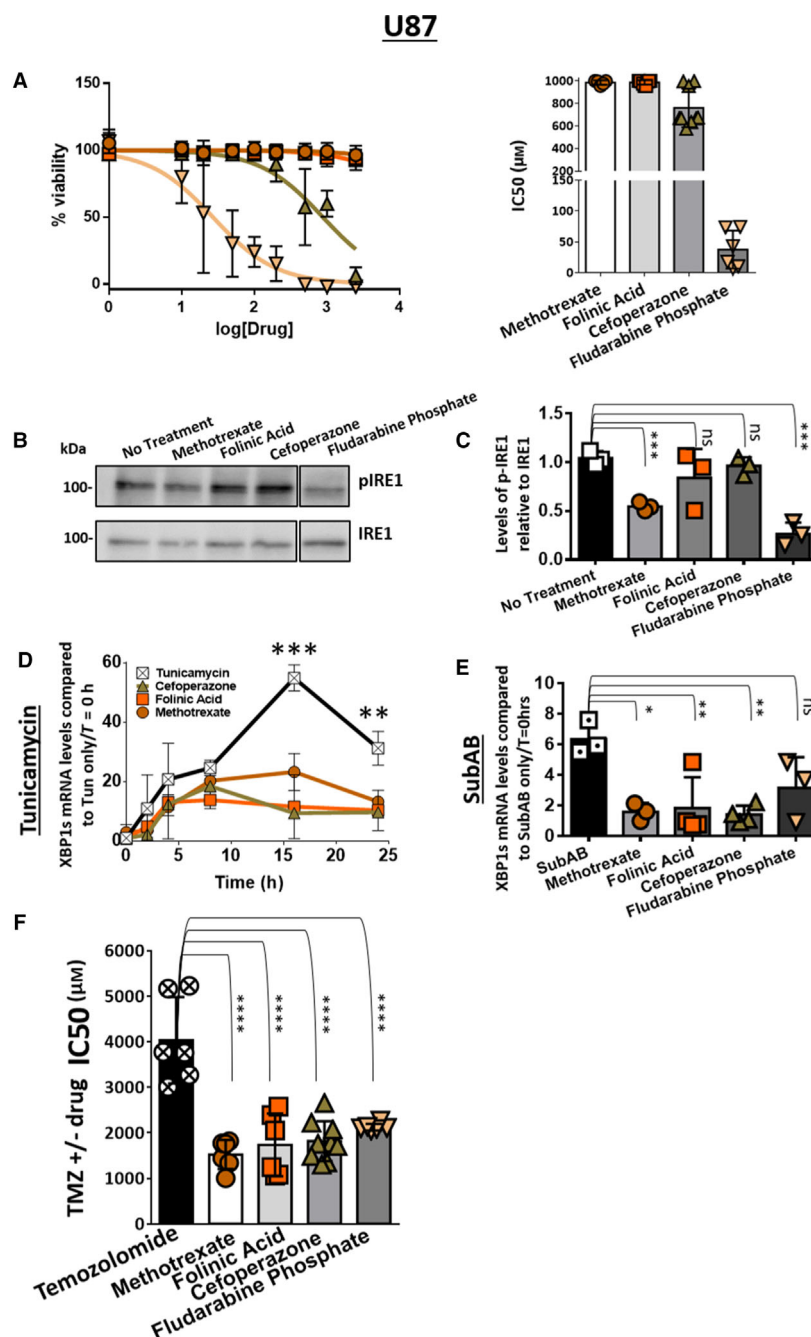 U87
A
150
100
50
0
% viability
0
1
2
3
4
log[Drug]
1000
800
600
400
200
150
100
50
0
IC50 (µM)
Methotrexate
Folinic Acid
Cefoperazone
Fludarabine Phosphate
B
kDa
No Treatment
Methotrexate
Folinic Acid
Cefoperazone
Fludarabine Phosphate
100-
pIRE1
100-
IRE1
C
1.5
1.0
0.5
0.0
Levels of p-IRE1
relative to IRE1
***
ns
ns
***
No Treatment
Methotrexate
Folinic Acid
Cefoperazone
Fludarabine Phosphate
D
Tunicamycin
XBP1s mRNA levels compared
to Tun only/T = 0 h
60
40
20
0
Tunicamycin
Cefoperazone
Folinic Acid
Methotrexate
***
**
0
5
10
15
20
25
Time (h)
E
SubAB
XBP1s mRNA levels compared
to SubAB only/T=0hrs
10
8
6
4
2
0
*
**
**
ns
SubAB
Methotrexate
Folinic Acid
Cefoperazone
Fludarabine Phosphate
F
TMZ +/- drug IC50 (µM)
6000
5000
4000
3000
2000
1000
0
****
****
****
****
Temozolomide
Methotrexate
Folinic Acid
Cefoperazone
Fludarabine Phosphate